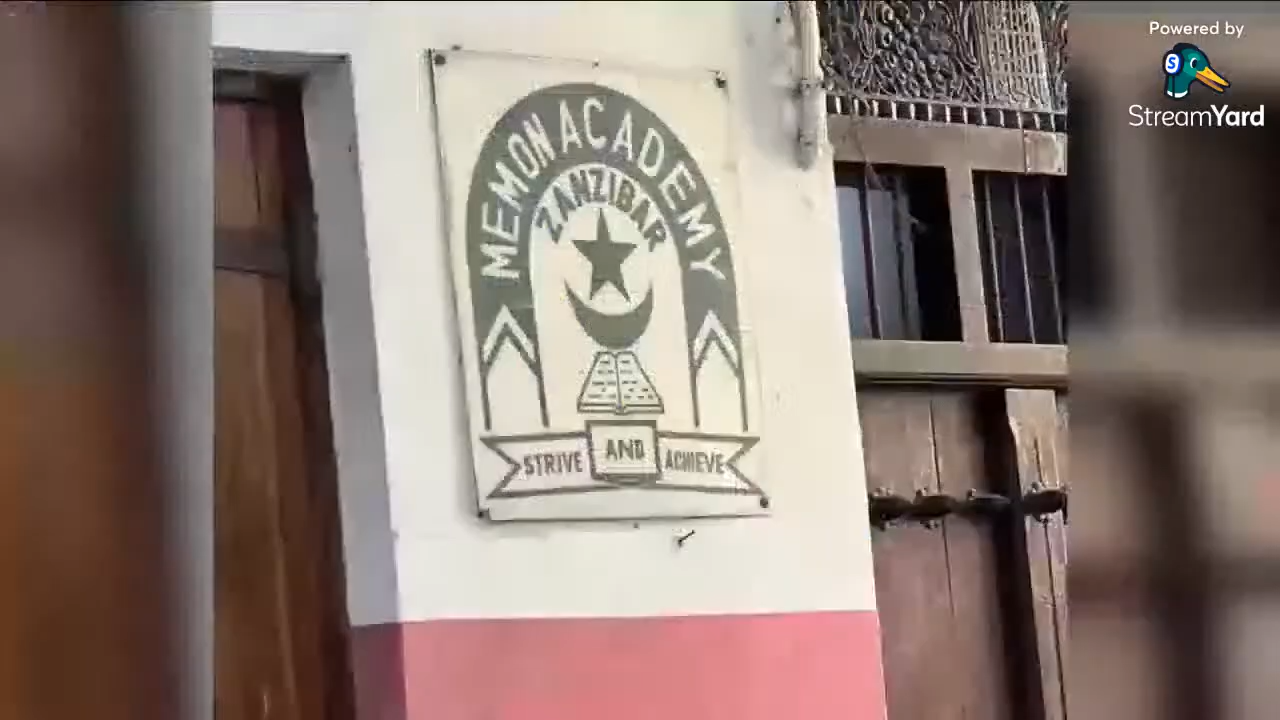 Powered by
StreamYard
MEMON ACADEMY
ZANZIBAR
STRIVE AND ACHIEVE